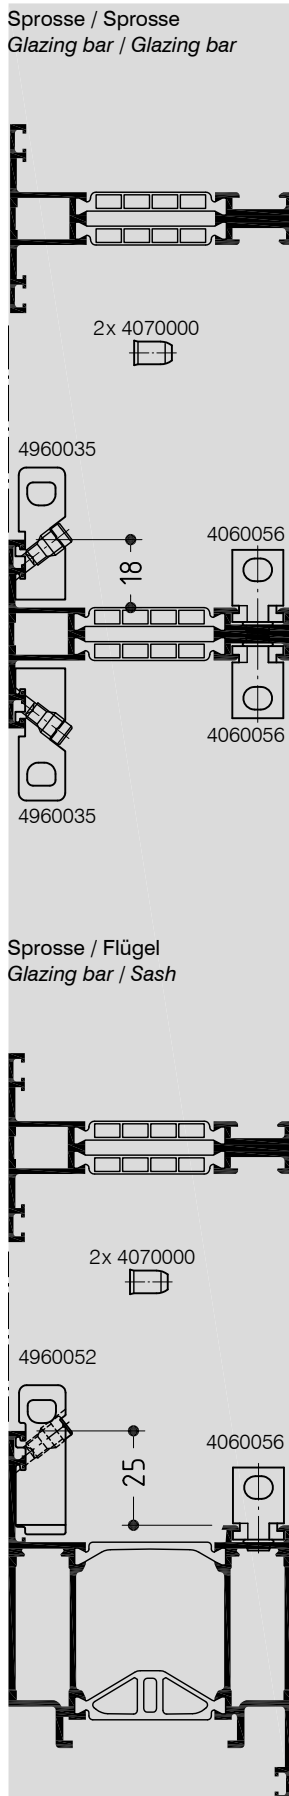 Sprosse / Sprosse
Glazing bar / Glazing bar
2x 4070000
4960035
4060056
18
4060056
4960035
Sprosse / Flügel
Glazing bar / Sash
2x 4070000
4960052
4060056
25